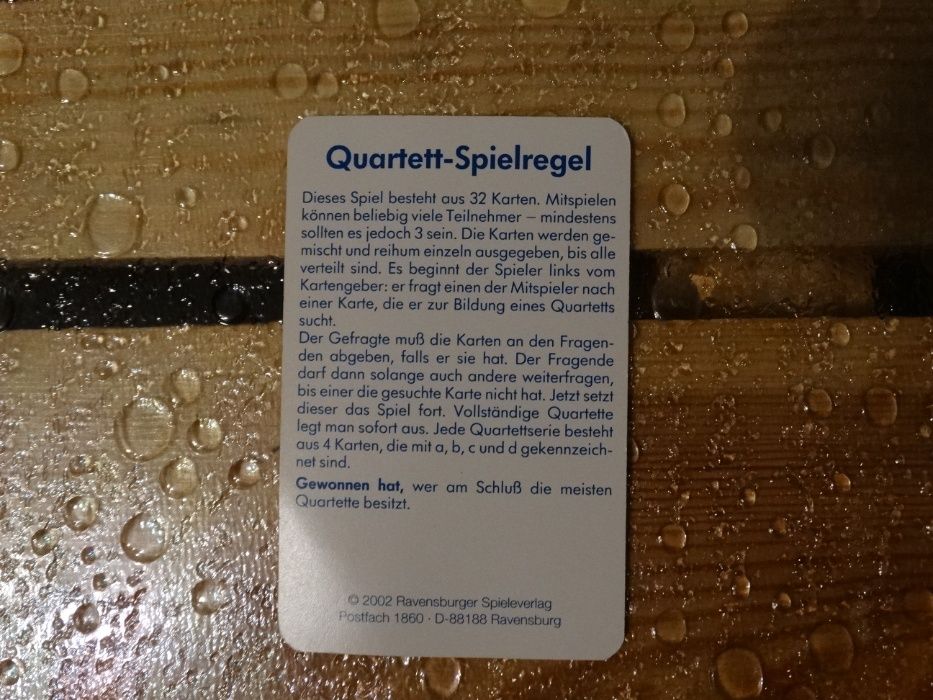 Quartett-Spielregel
Dieses Spiel besteht aus 32 Karten. Mitspielen
können beliebig viele Teilnehmer – mindestens
sollten es jedoch 3 sein. Die Karten werden ge-
mischt und reihum einzeln ausgegeben, bis alle
verteilt sind. Es beginnt der Spieler links vom
Kartengeber: er fragt einen der Mitspieler nach
einer Karte, die er zur Bildung eines Quartetts
sucht.
Der Gefragte muß die Karten an den Fragen-
den abgeben, falls er sie hat. Der Fragende
darf dann solange auch andere weiterfragen,
bis einer die gesuchte Karte nicht hat. Jetzt setzt
dieser das Spiel fort. Vollständige Quartette
legt man sofort aus. Jede Quartettserie besteht
aus 4 Karten, die mit a, b, c und d gekennzeich-
net sind.
Gewonnen hat, wer am Schluß die meisten
Quartette besitzt.
© 2002 Ravensburger Spieleverlag
Postfach 1860 · D-88188 Ravensburg